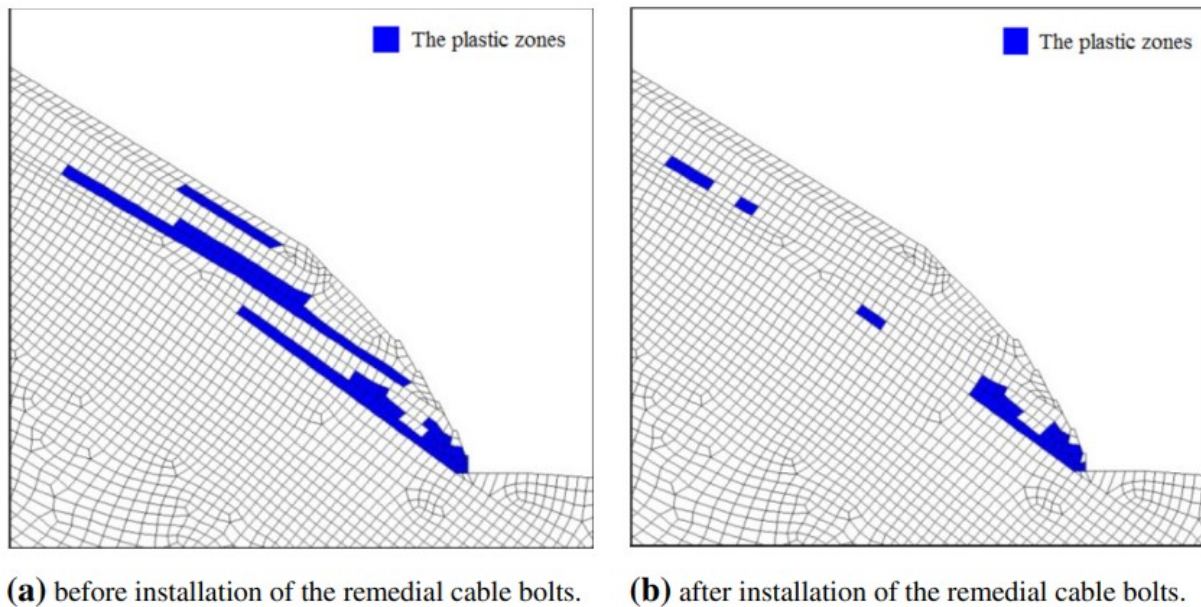 The plastic zones
The plastic zones
(a) before installation of the remedial cable bolts.
(b) after installation of the remedial cable bolts.